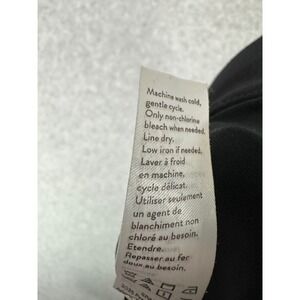 Machine wash cold,
gentle cycle.
Only non-chlorine
bleach when needed.
Line dry.
Low iron if needed.
Laver à froid
en machine,
cycle délicat.
Utiliser seulement
un agent de
blanchiment non
chloré au besoin.
Étendre.
Repasser au fer
doux au besoin.